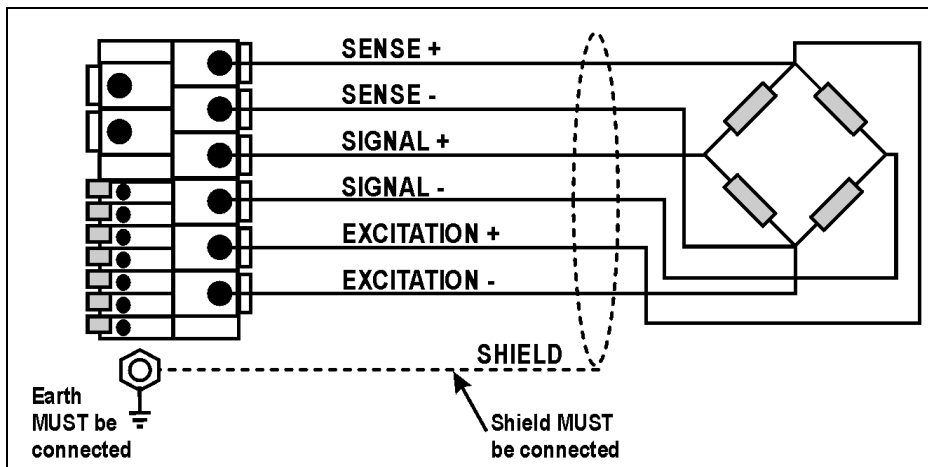 SENSE +
SENSE -
SIGNAL +
SIGNAL -
EXCITATION +
EXCITATION -
SHIELD
Earth
MUST be
connected
Shield MUST
be connected